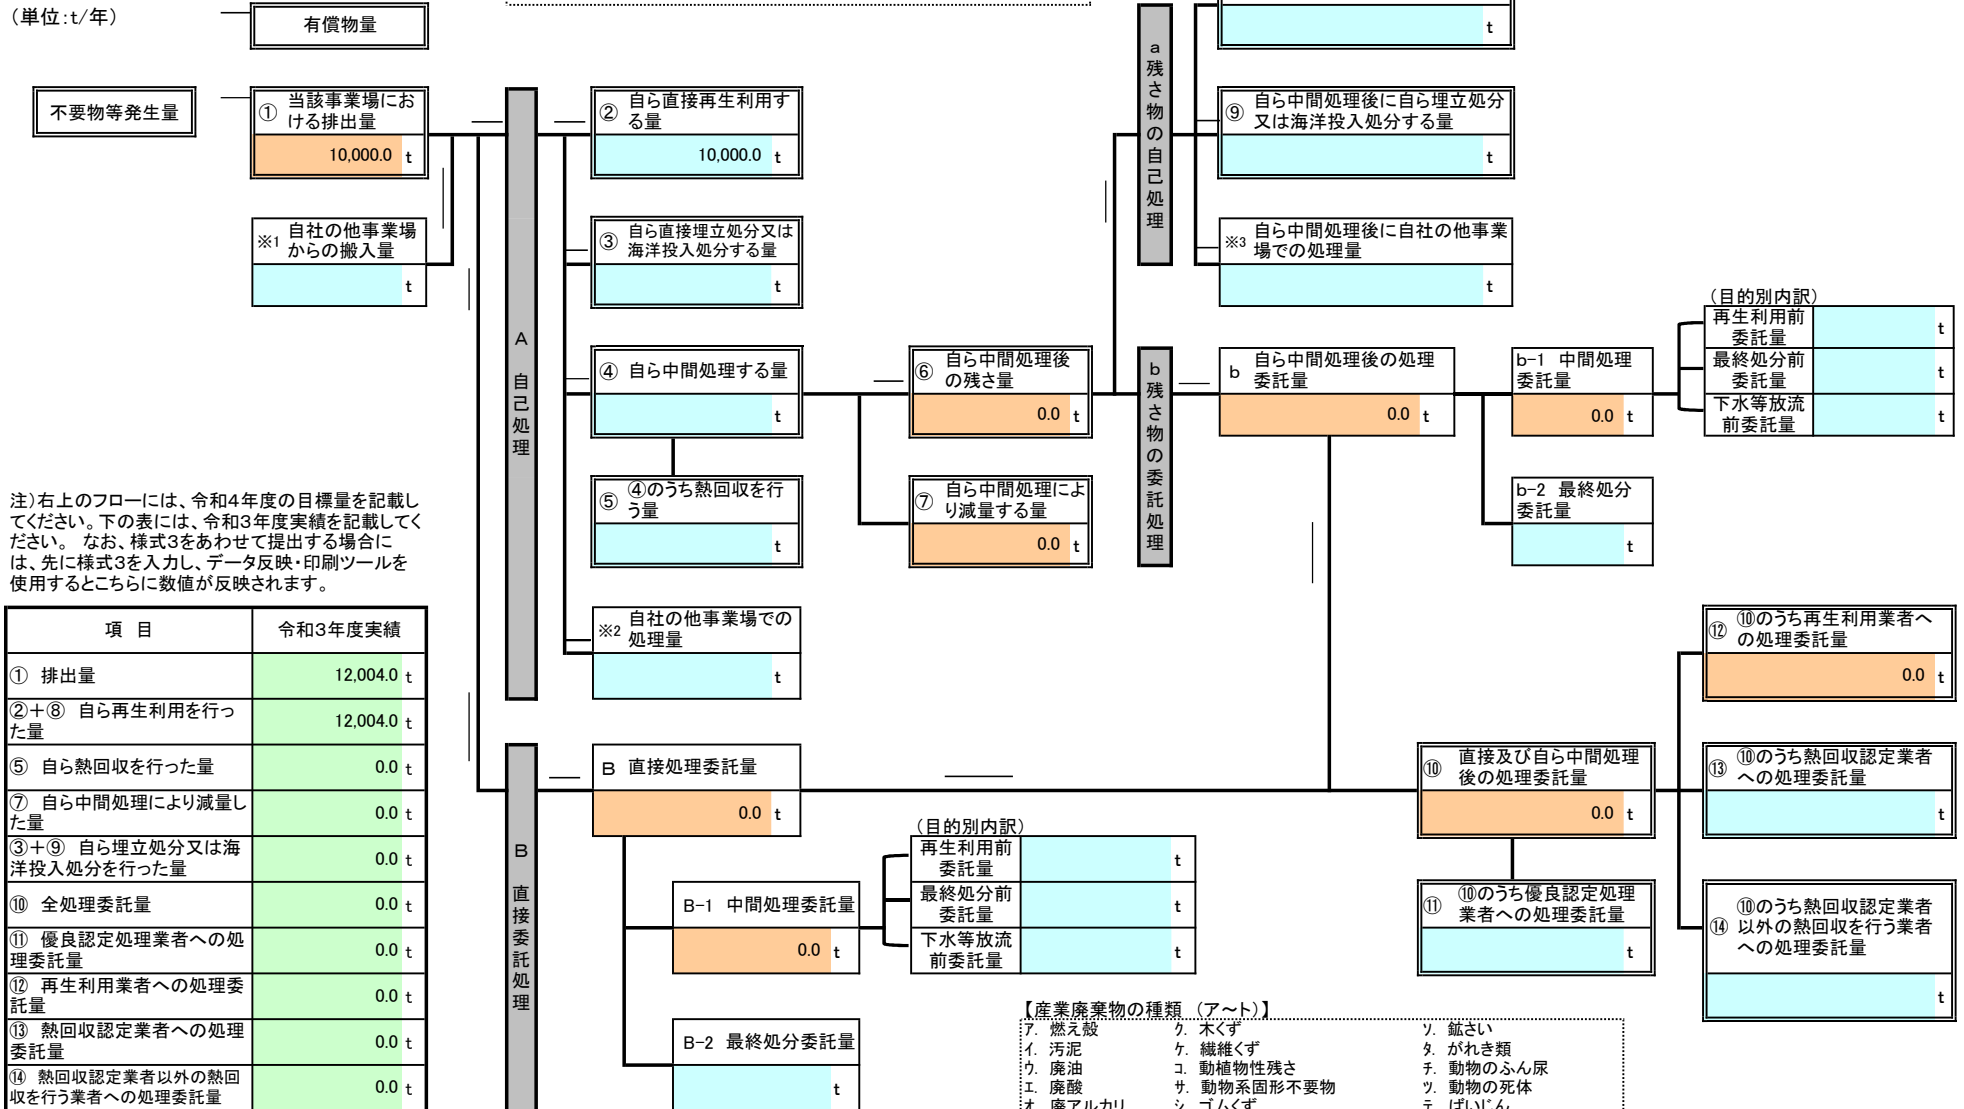 （単位：t/年）
有償物量
t
不要物等発生量
① 当該事業場にお
ける排出量
10,000.0 t
※1 自社の他事業場
からの搬入量
t
A 自己処理
② 自ら直接再生利用す
る量
10,000.0 t
③ 自ら直接埋立処分又は
海洋投入処分する量
t
④ 自ら中間処理する量
t
⑤ ④のうち熱回収を行
う量
t
※2 自社の他事業場での
処理量
t
⑥ 自ら中間処理後
の残さ量
0.0 t
⑦ 自ら中間処理によ
り減量する量
0.0 t
a 残さ物の自己処理
⑨ 自ら中間処理後に自ら埋立処分
又は海洋投入処分する量
t
※3 自ら中間処理後に自社の他事業
場での処理量
t
b 残さ物の委託処理
b 自ら中間処理後の処理
委託量
0.0 t
b-1 中間処理
委託量
0.0 t
（目的別内訳）
再生利用前
委託量
t
最終処分前
委託量
t
下水等放流
前委託量
t
b-2 最終処分
委託量
t
注）右上のフローには、令和4年度の目標量を記載し
てください。下の表には、令和3年度実績を記載してく
ださい。 なお、様式3をあわせて提出する場合に
は、先に様式3を入力し、データ反映・印刷ツールを
使用するとこちらに数値が反映されます。
項 目 令和3年度実績
① 排出量 12,004.0 t
②＋⑧ 自ら再生利用を行っ
た量 12,004.0 t
⑤ 自ら熱回収を行った量 0.0 t
⑦ 自ら中間処理により減量し
た量 0.0 t
③＋⑨ 自ら埋立処分又は海
洋投入処分を行った量 0.0 t
⑩ 全処理委託量 0.0 t
⑪ 優良認定処理業者への処
理委託量 0.0 t
⑫ 再生利用業者への処理委
託量 0.0 t
⑬ 熱回収認定業者への処理
委託量 0.0 t
⑭ 熱回収認定業者以外の熱回
収を行う業者への処理委託量 0.0 t
B 直接委託処理
B 直接処理委託量
0.0 t
B-1 中間処理委託量
0.0 t
（目的別内訳）
再生利用前
委託量
t
最終処分前
委託量
t
下水等放流
前委託量
t
B-2 最終処分委託量
t
⑩ 直接及び自ら中間処理
後の処理委託量
0.0 t
⑪ ⑩のうち優良認定処理
業者への処理委託量
t
⑫ ⑩のうち再生利用業者へ
の処理委託量
0.0 t
⑬ ⑩のうち熱回収認定業者
への処理委託量
t
⑭ ⑩のうち熱回収認定業者
以外の熱回収を行う業者
への処理委託量
t
【産業廃棄物の種類 （ア～ト）】
ア. 燃え殻 ク. 木くず ソ. 鉱さい
イ. 汚泥 ケ. 繊維くず タ. がれき類
ウ. 廃油 コ. 動植物性残さ チ. 動物のふん尿
エ. 廃酸 サ. 動物系固形不要物 ツ. 動物の死体
オ. 廃アルカリ シ. ゴムくず テ. ばいじん